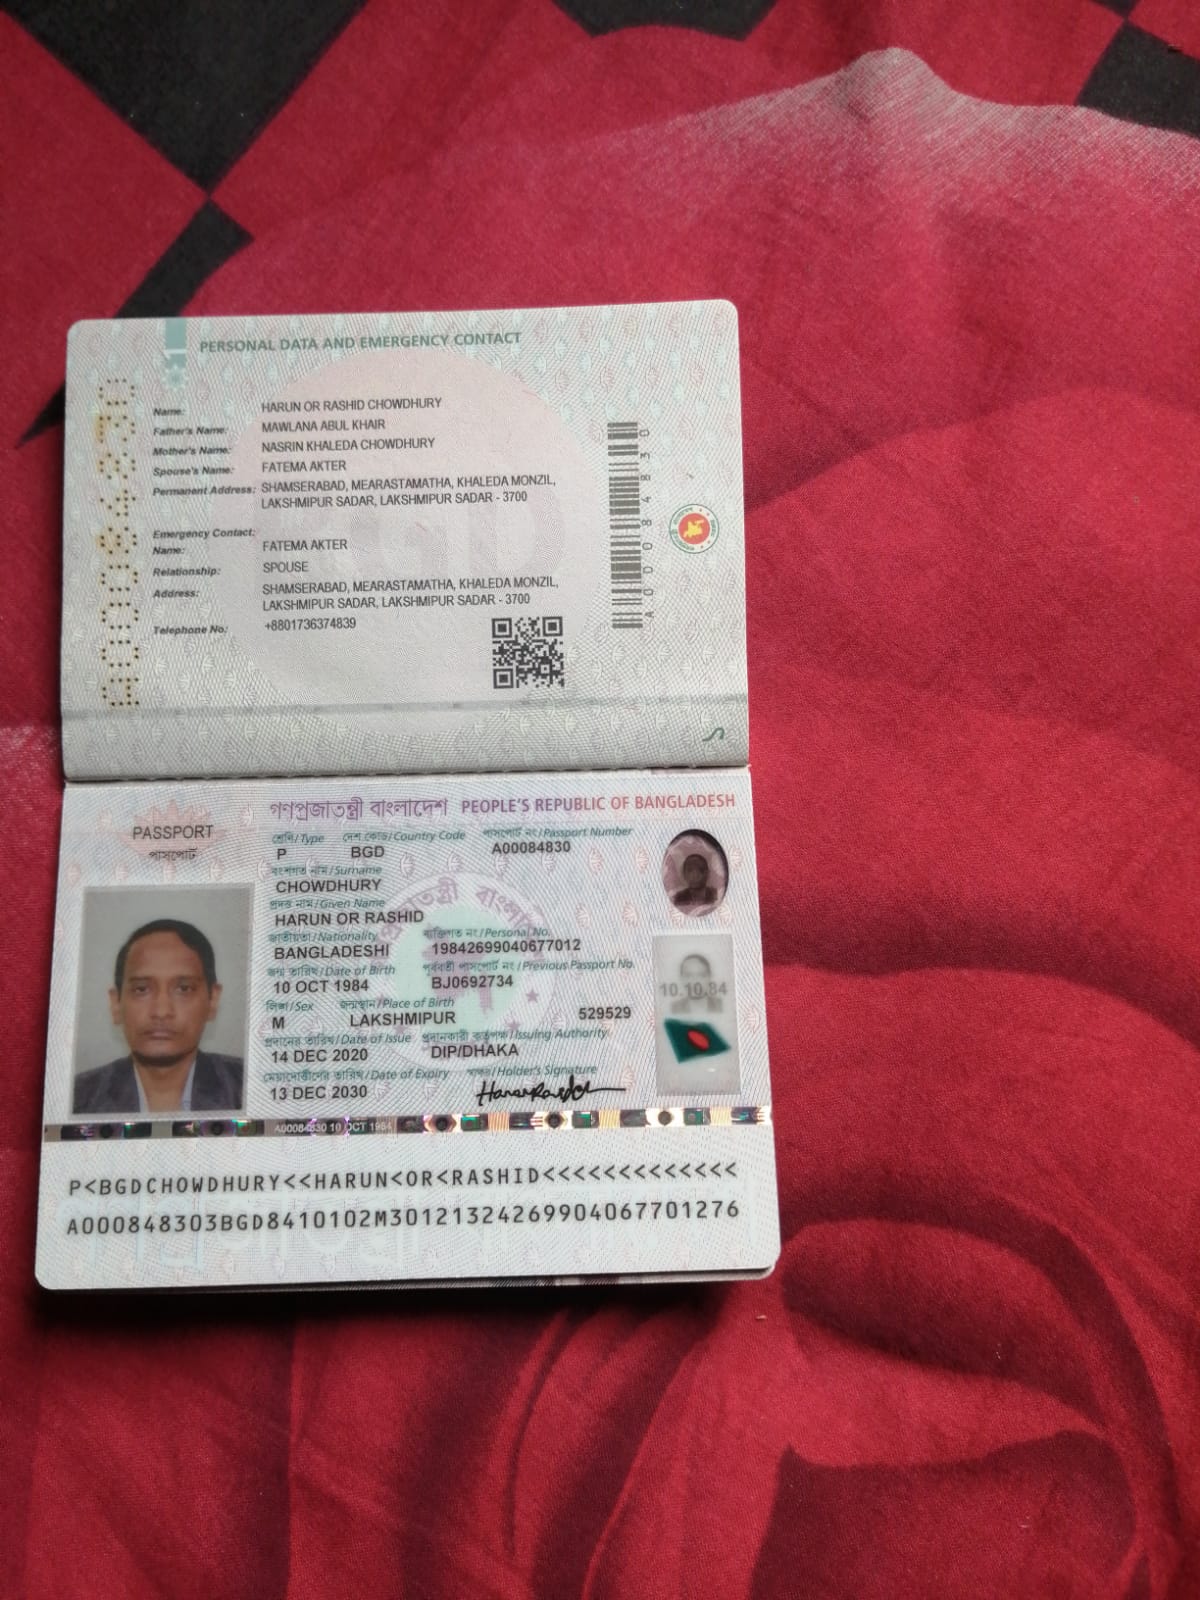 PERSONAL DATA AND EMERGENCY CONTACT
Name: HARUN OR RASHID CHOWDHURY
Father's Name: MAWLANA ABUL KHAIR
Mother's Name: NASRIN KHALEDA CHOWDHURY
Spouse's Name: FATEMA AKTER
Permanent Address: SHAMSERABAD, MEARASTAMATHA, KHALEDA MONZIL,
LAKSHMIPUR SADAR, LAKSHMIPUR SADAR - 3700
Emergency Contact:
Name: FATEMA AKTER
Relationship: SPOUSE
Address: SHAMSERABAD, MEARASTAMATHA, KHALEDA MONZIL,
LAKSHMIPUR SADAR, LAKSHMIPUR SADAR - 3700
Telephone No.: +8801736374839
A00084830
A00084830
গণপ্রজাতন্ত্রী বাংলাদেশ PEOPLE'S REPUBLIC OF BANGLADESH
PASSPORT
পাসপোর্ট
শ্রেণি/Type দেশ কোড/Country Code পাসপোর্ট নং/Passport Number
P BGD A00084830
বংশগত নাম/Surname
CHOWDHURY
প্রদত্ত নাম/Given Name
HARUN OR RASHID
জাতীয়তা/Nationality ব্যক্তিগত নং/Personal No.
BANGLADESHI 19842699040677012
জন্ম তারিখ/Date of Birth পূর্ববর্তী পাসপোর্ট নং/Previous Passport No.
10 OCT 1984 BJ0692734
লিঙ্গ/Sex জন্মস্থান/Place of Birth
M LAKSHMIPUR 529529
প্রদানের তারিখ/Date of Issue প্রদানকারী কর্তৃপক্ষ/Issuing Authority
14 DEC 2020 DIP/DHAKA
মেয়াদোত্তীর্ণের তারিখ/Date of Expiry স্বাক্ষর/Holder's Signature
13 DEC 2030
10.10.84
A00084830 10 OCT 1984
P<BGDCHOWDHURY<<HARUN<OR<RASHID<<<<<<<<<<<<<
A000848303BGD8410102M30121324269904067701276